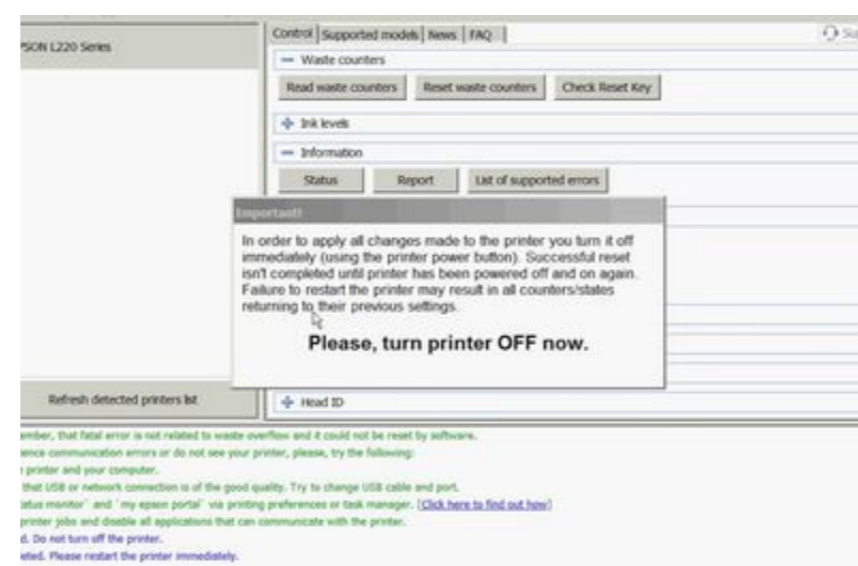 PSON L220 Series
Control Supported models News FAQ
Waste counters
Read waste counters Reset waste counters Check Reset Key
Ink levels
Information
Status Report List of supported errors
Important!
In order to apply all changes made to the printer you turn it off
immediately (using the printer power button). Successful reset
isn't completed until printer has been powered off and on again.
Failure to restart the printer may result in all counters/states
returning to their previous settings.
Please, turn printer OFF now.
Refresh detected printers list
Head ID
ember, that fatal error is not related to waste overflow and it could not be reset by software.
ence communication errors or do not see your printer, please, try the following:
printer and your computer.
that USB or network connection is of the good quality. Try to change USB cable and port.
atus monitor` and `my epson portal` via printing preferences or task manager. [Click here to find out how]
printer jobs and disable all applications that can communicate with the printer.
d. Do not turn off the printer.
eted. Please restart the printer immediately.